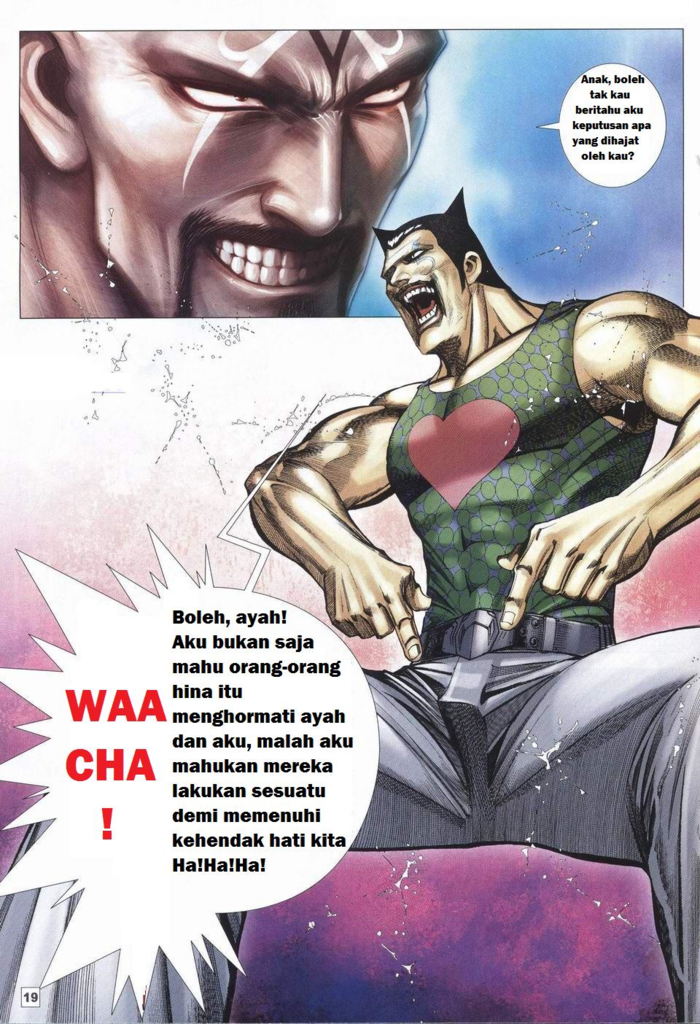 Anak, boleh
tak kau
beritahu aku
keputusan apa
yang dihajat
oleh kau?
WAA
CHA
!
Boleh, ayah!
Aku bukan saja
mahu orang-orang
hina itu
menghormati ayah
dan aku, malah aku
mahukan mereka
lakukan sesuatu
demi memenuhi
kehendak hati kita
Ha!Ha!Ha!
19